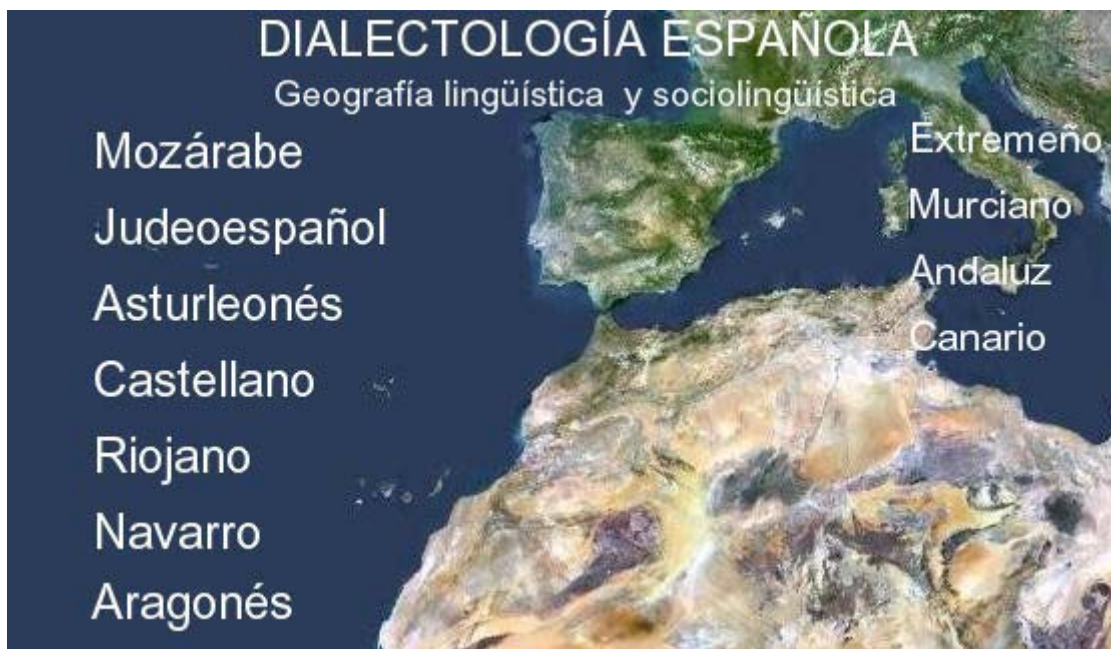 DIALECTOLOGÍA ESPAÑOLA
Geografía lingüística y sociolingüística
Mozárabe
Judeoespañol
Asturleonés
Castellano
Riojano
Navarro
Aragonés
Extremeño
Murciano
Andaluz
Canario